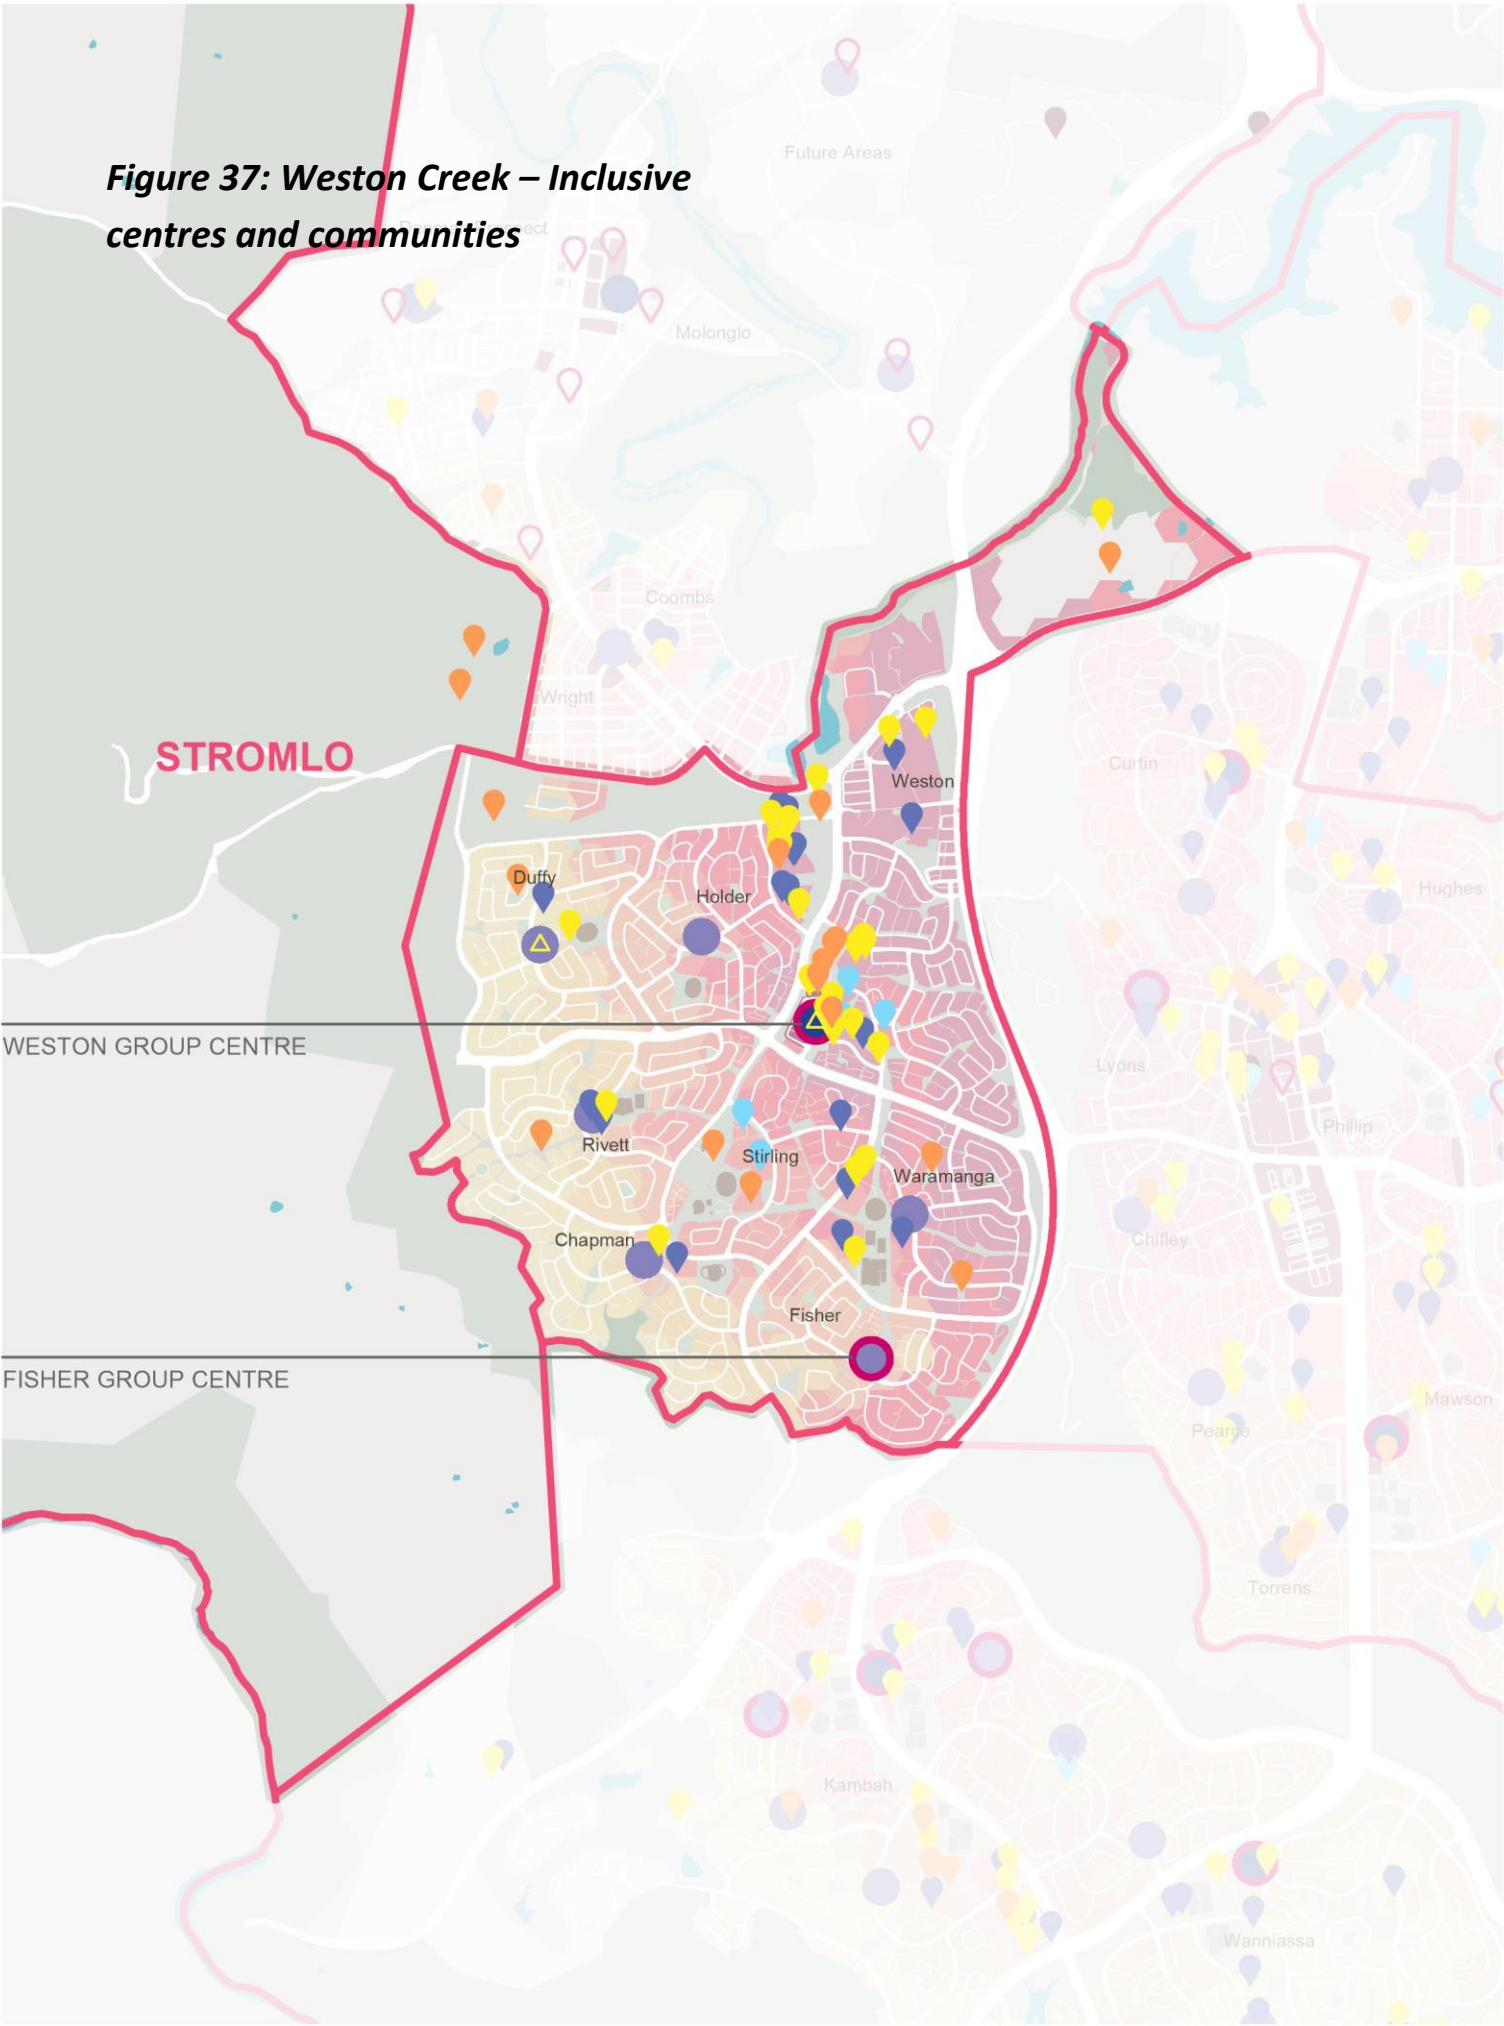 Future Areas
Figure 37: Weston Creek – Inclusive
centres and communities
Molonglo
Coombs
Wright
STROMLO
Curtin
Weston
Duffy
Holder
Hughes
WESTON GROUP CENTRE
Lyons
Phillip
Rivett
Stirling
Waramanga
Chapman
Chifley
Fisher
FISHER GROUP CENTRE
Mawson
Pearce
Torrens
Kambah
Wanniassa